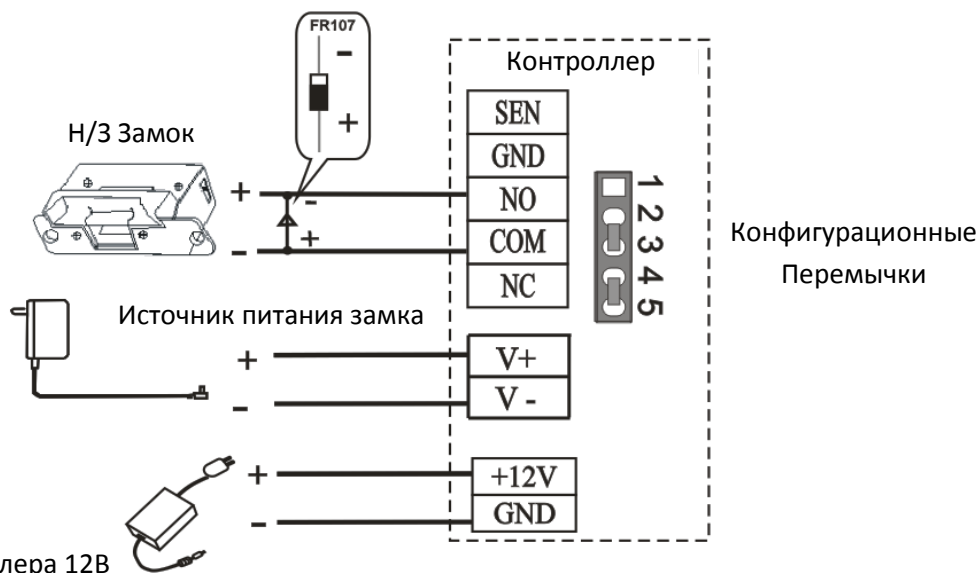 FR107
-
+
Контроллер
Н/З Замок
SEN
GND
NO
COM
NC
+
-
-
+
1
2
3
4
5
Конфигурационные
Перемычки
Источник питания замка
+
-
V+
V -
+
-
+12V
GND
лера 12В